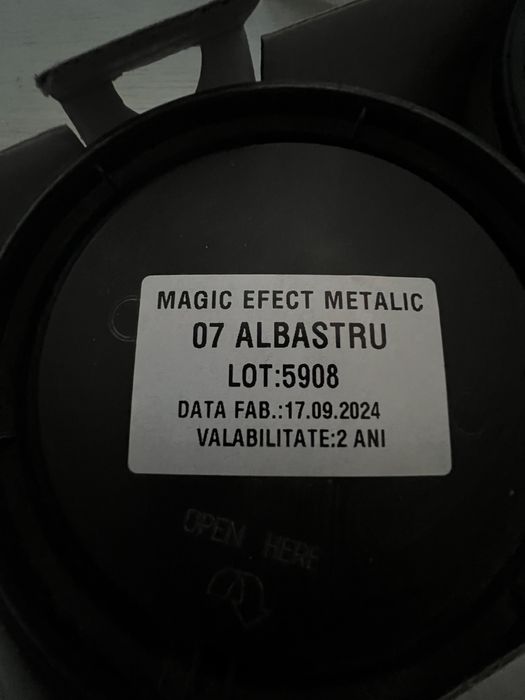 MAGIC EFECT METALIC
07 ALBASTRU
LOT:5908
DATA FAB.:17.09.2024
VALABILITATE:2 ANI
OPEN HERE